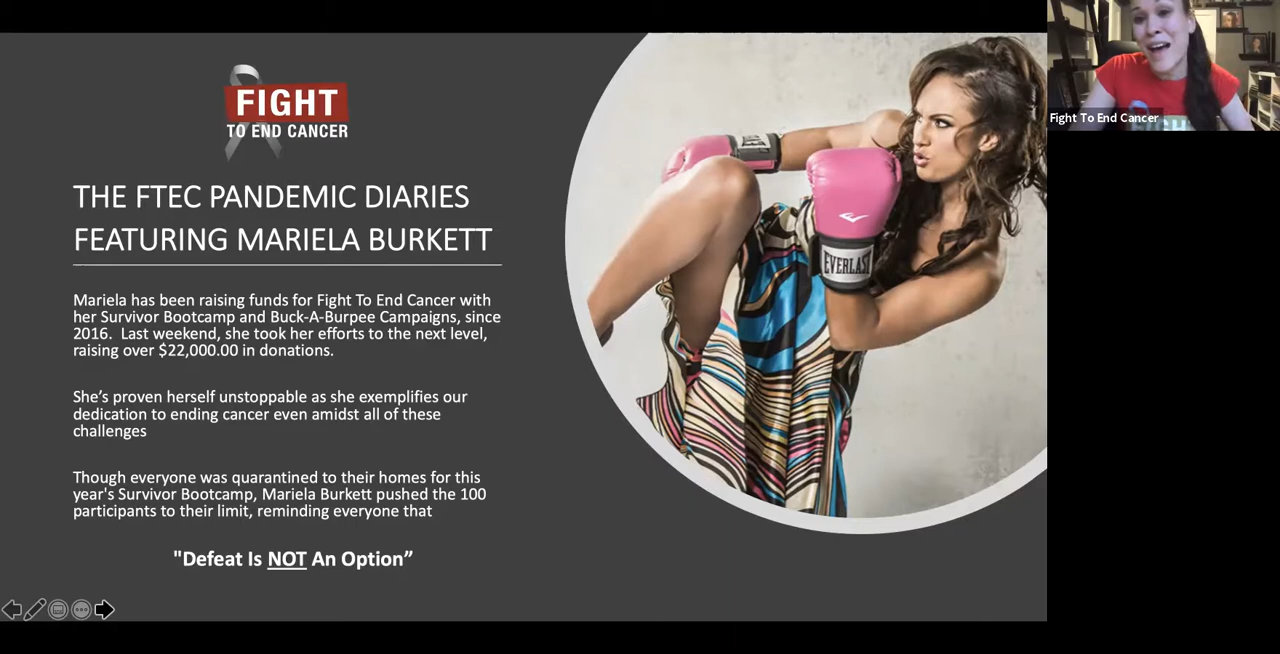 FIGHT
TO END CANCER
THE FTEC PANDEMIC DIARIES
FEATURING MARIELA BURKETT
Mariela has been raising funds for Fight To End Cancer with
her Survivor Bootcamp and Buck-A-Burpee Campaigns, since
2016.  Last weekend, she took her efforts to the next level,
raising over $22,000.00 in donations.
She’s proven herself unstoppable as she exemplifies our
dedication to ending cancer even amidst all of these
challenges
Though everyone was quarantined to their homes for this
year's Survivor Bootcamp, Mariela Burkett pushed the 100
participants to their limit, reminding everyone that
"Defeat Is NOT An Option”
EVERLAST
Fight To End Cancer